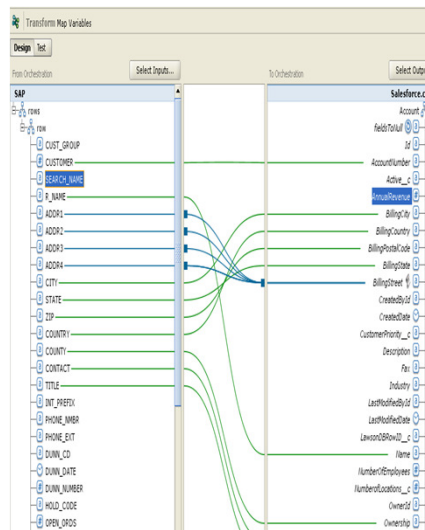 Transform Map Variables
Design Test
From Orchestration
Select Inputs...
To Orchestration
Select Outp
SAP
rows
row
CUST_GROUP
CUSTOMER
SEARCH_NAME
R_NAME
ADDR1
ADDR2
ADDR3
ADDR4
CITY
STATE
ZIP
COUNTRY
COUNTY
CONTACT
TITLE
INT_PREFIX
PHONE_NMBR
PHONE_EXT
DUNN_CD
DUNN_DATE
DUNN_NUMBER
HOLD_CODE
OPEN_ORDS
Salesforce.c
Account
fieldsToNull
Id
AccountNumber
Active__c
AnnualRevenue
BillingCity
BillingCountry
BillingPostalCode
BillingState
BillingStreet
CreatedById
CreatedDate
CustomerPriority__c
Description
Fax
Industry
LastModifiedById
LastModifiedDate
LawsonDBRowID__c
Name
NumberOfEmployees
NumberofLocations__c
OwnerId
Ownership